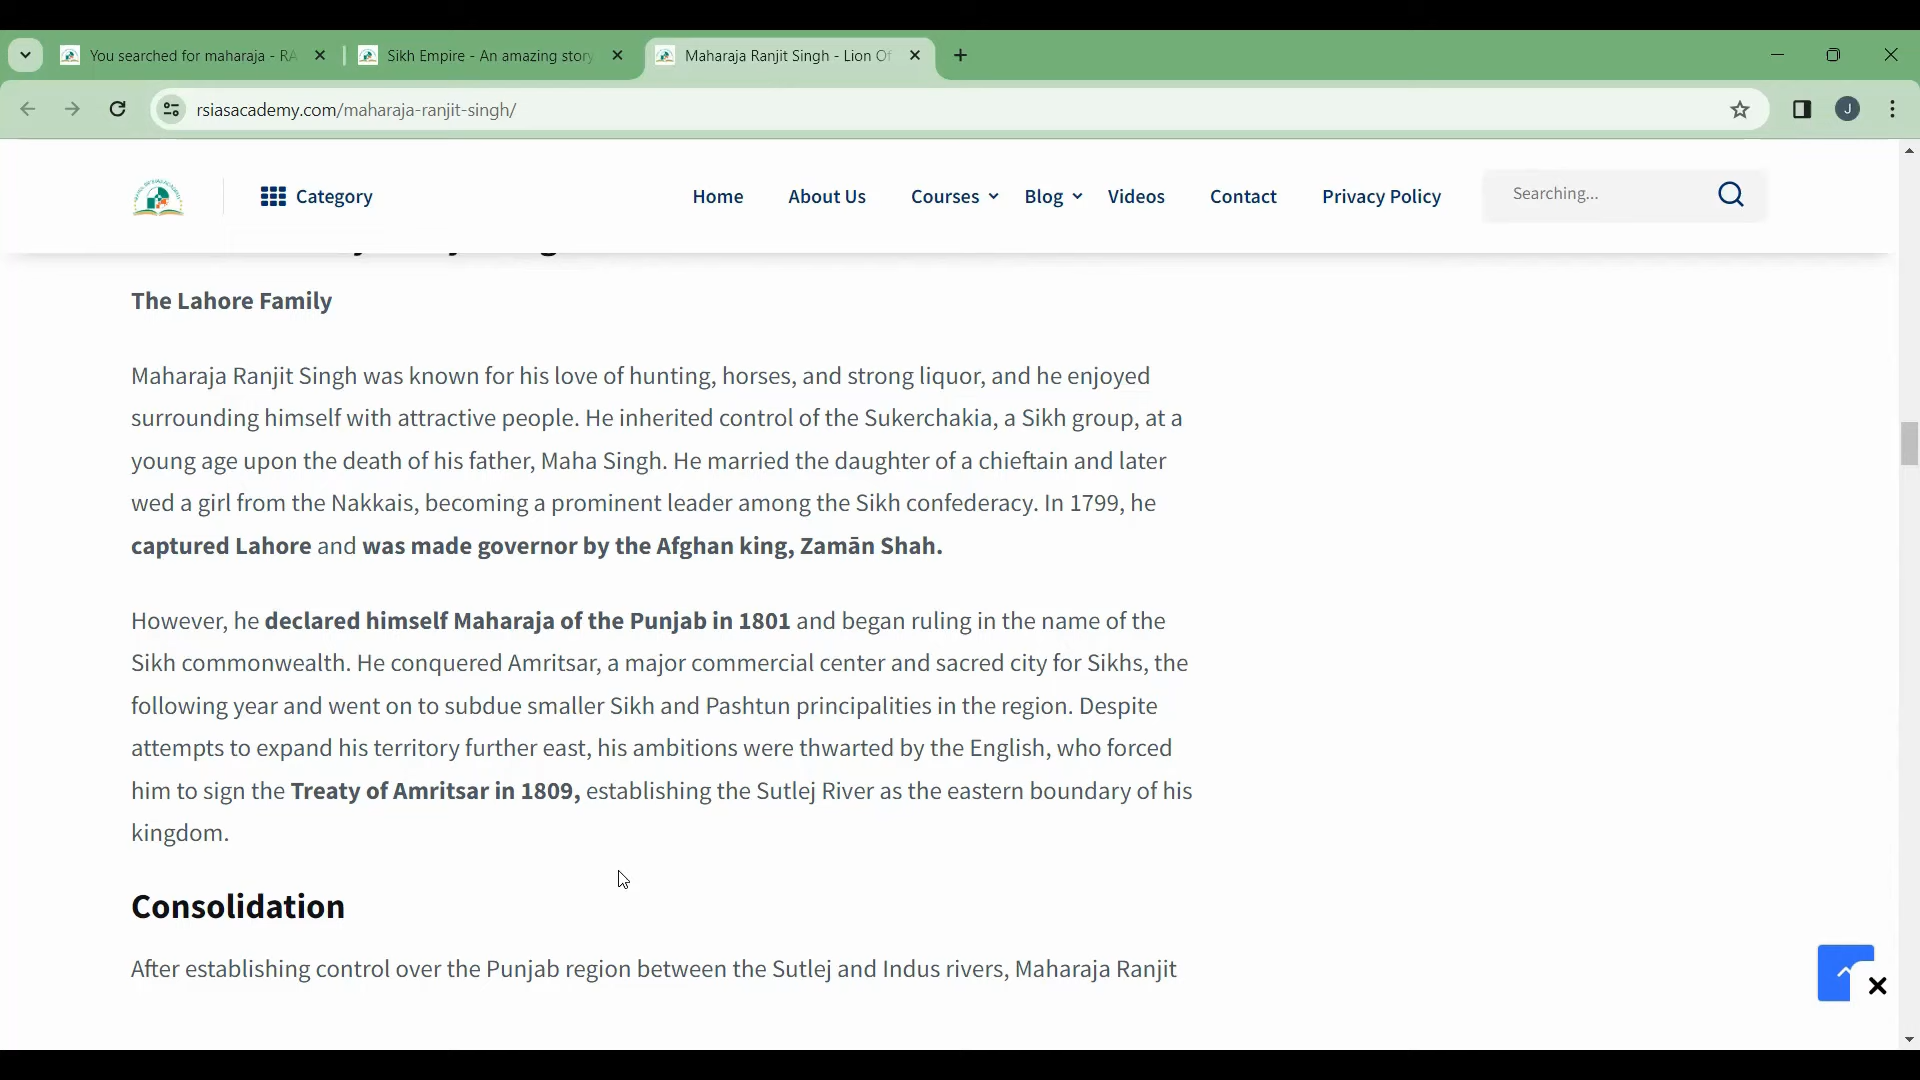 You searched for maharaja - RA
Sikh Empire - An amazing story
Maharaja Ranjit Singh - Lion Of
rsiasacademy.com/maharaja-ranjit-singh/
J
Category
Home
About Us
Courses
Blog
Videos
Contact
Privacy Policy
Searching...
The Lahore Family
Maharaja Ranjit Singh was known for his love of hunting, horses, and strong liquor, and he enjoyed
surrounding himself with attractive people. He inherited control of the Sukerchakia, a Sikh group, at a
young age upon the death of his father, Maha Singh. He married the daughter of a chieftain and later
wed a girl from the Nakkais, becoming a prominent leader among the Sikh confederacy. In 1799, he
captured Lahore and was made governor by the Afghan king, Zamān Shah.
However, he declared himself Maharaja of the Punjab in 1801 and began ruling in the name of the
Sikh commonwealth. He conquered Amritsar, a major commercial center and sacred city for Sikhs, the
following year and went on to subdue smaller Sikh and Pashtun principalities in the region. Despite
attempts to expand his territory further east, his ambitions were thwarted by the English, who forced
him to sign the Treaty of Amritsar in 1809, establishing the Sutlej River as the eastern boundary of his
kingdom.
Consolidation
After establishing control over the Punjab region between the Sutlej and Indus rivers, Maharaja Ranjit